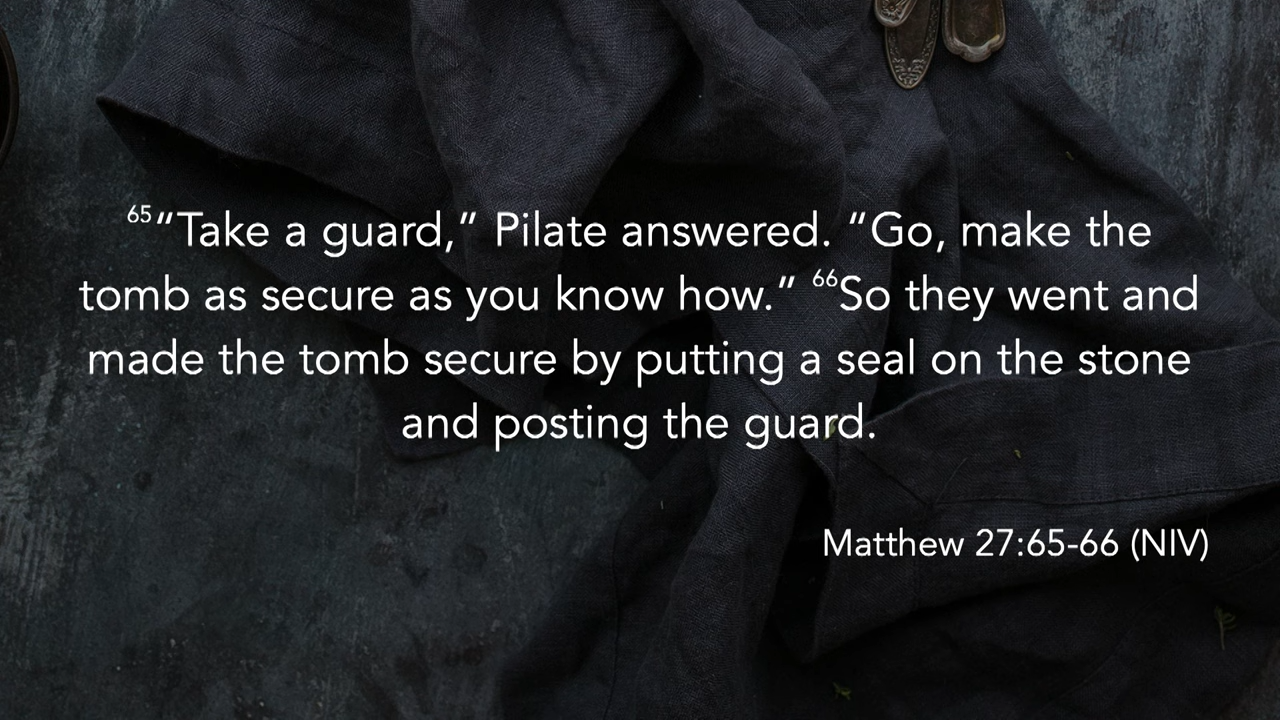 ⁶⁵“Take a guard,” Pilate answered. “Go, make the
tomb as secure as you know how.” ⁶⁶So they went and
made the tomb secure by putting a seal on the stone
and posting the guard.
Matthew 27:65-66 (NIV)